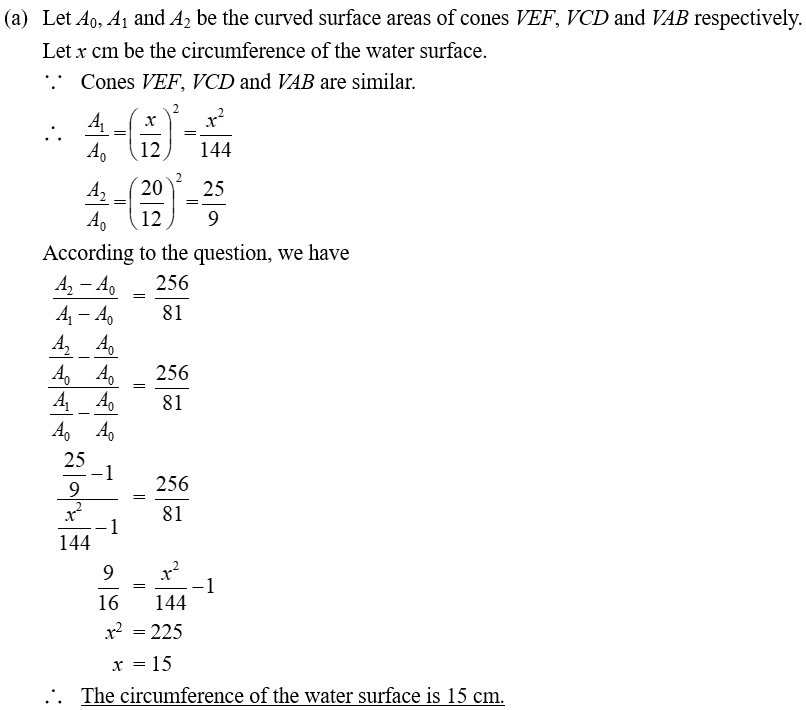 (a) Let A₀, A₁ and A₂ be the curved surface areas of cones VEF, VCD and VAB respectively.
Let x cm be the circumference of the water surface.
∵ Cones VEF, VCD and VAB are similar.
∴ A₁/A₀ = (x/12)² = x²/144
A₂/A₀ = (20/12)² = 25/9
According to the question, we have
(A₂ − A₀)/(A₁ − A₀) = 256/81
(A₂/A₀ − A₀/A₀)/(A₁/A₀ − A₀/A₀) = 256/81
(25/9 − 1)/(x²/144 − 1) = 256/81
9/16 = x²/144 − 1
x² = 225
x = 15
∴ The circumference of the water surface is 15 cm.